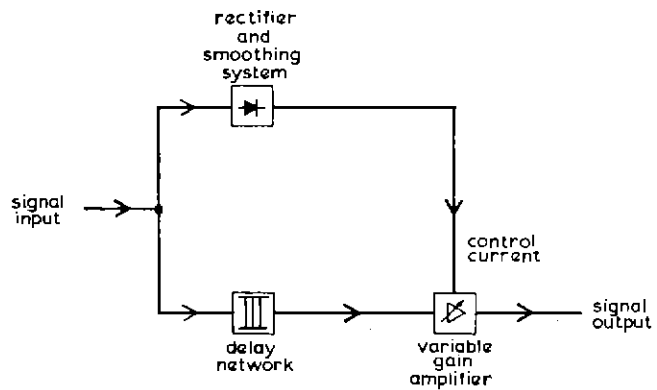 rectifier
and
smoothing
system
signal
input
control
current
signal
output
delay
network
variable
gain
amplifier